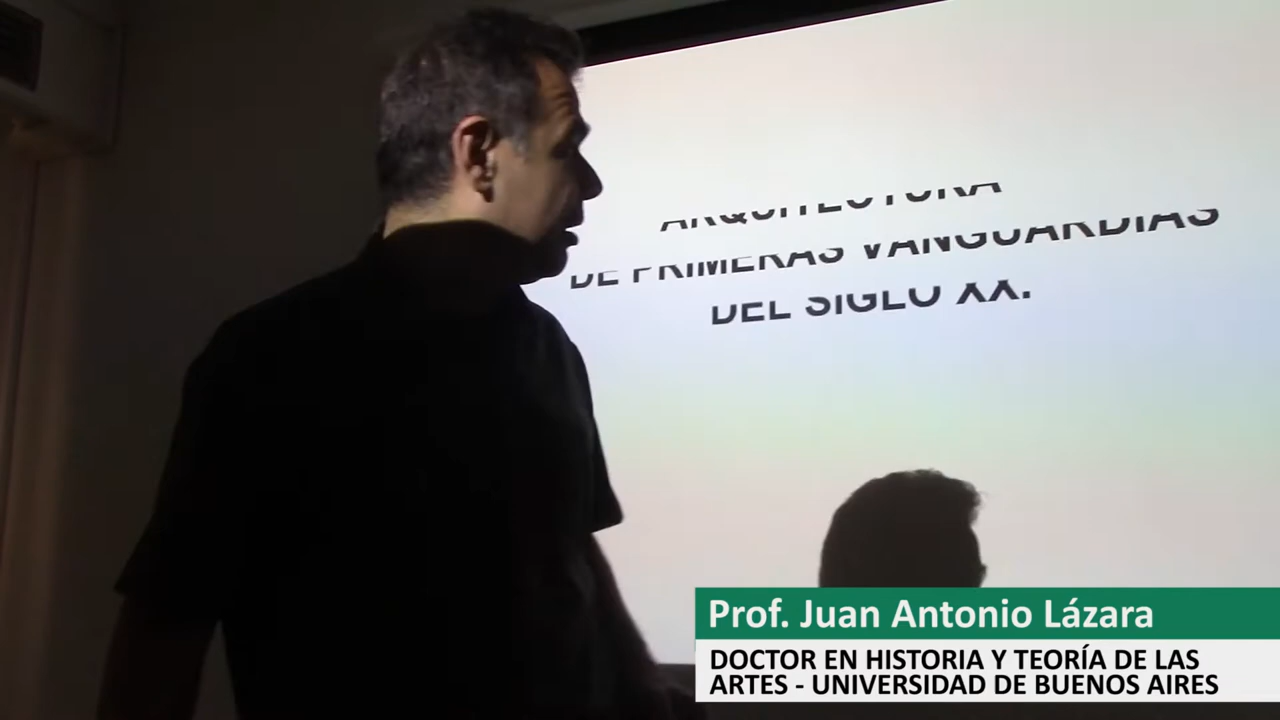 ARQUITECTURA
DE PRIMERAS VANGUARDIAS
DEL SIGLO XX.
Prof. Juan Antonio Lázara
DOCTOR EN HISTORIA Y TEORÍA DE LAS
ARTES - UNIVERSIDAD DE BUENOS AIRES